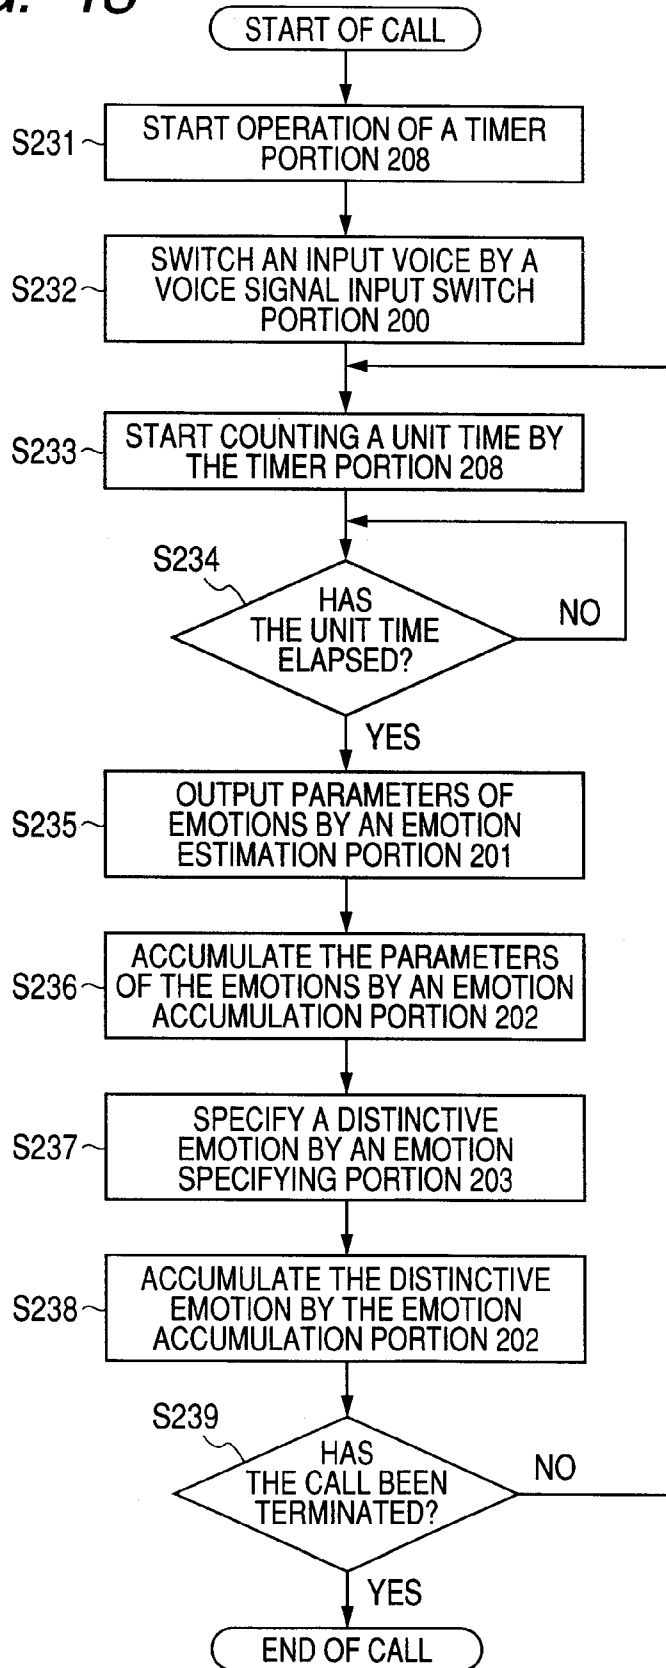 START OF CALL
S231
START OPERATION OF A TIMER
PORTION 208
S232
SWITCH AN INPUT VOICE BY A
VOICE SIGNAL INPUT SWITCH
PORTION 200
S233
START COUNTING A UNIT TIME BY
THE TIMER PORTION 208
S234
HAS
THE UNIT TIME
ELAPSED?
NO
YES
S235
OUTPUT PARAMETERS OF
EMOTIONS BY AN EMOTION
ESTIMATION PORTION 201
S236
ACCUMULATE THE PARAMETERS
OF THE EMOTIONS BY AN EMOTION
ACCUMULATION PORTION 202
S237
SPECIFY A DISTINCTIVE
EMOTION BY AN EMOTION
SPECIFYING PORTION 203
S238
ACCUMULATE THE DISTINCTIVE
EMOTION BY THE EMOTION
ACCUMULATION PORTION 202
S239
HAS
THE CALL BEEN
TERMINATED?
NO
YES
END OF CALL